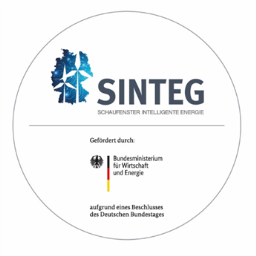 SINTEG
SCHAUFENSTER INTELLIGENTE ENERGIE
Gefördert durch:
Bundesministerium
für Wirtschaft
und Energie
aufgrund eines Beschlusses
des Deutschen Bundestages